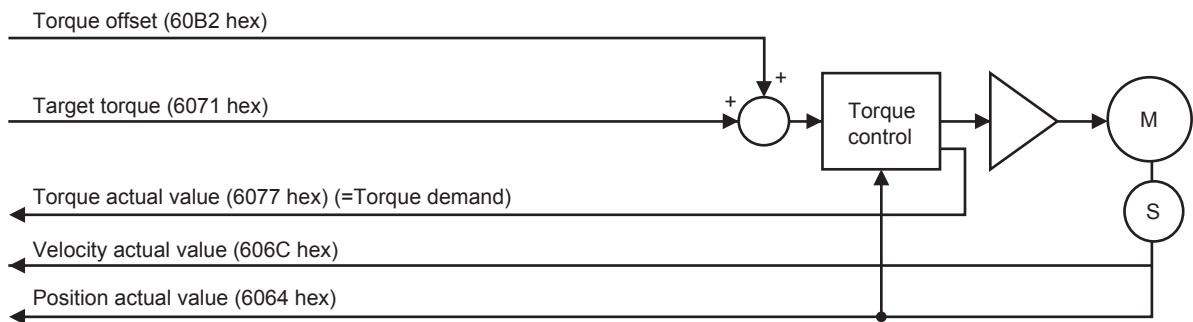 Torque offset (60B2 hex)
+
Target torque (6071 hex)
+
Torque
control
M
Torque actual value (6077 hex) (=Torque demand)
S
Velocity actual value (606C hex)
Position actual value (6064 hex)